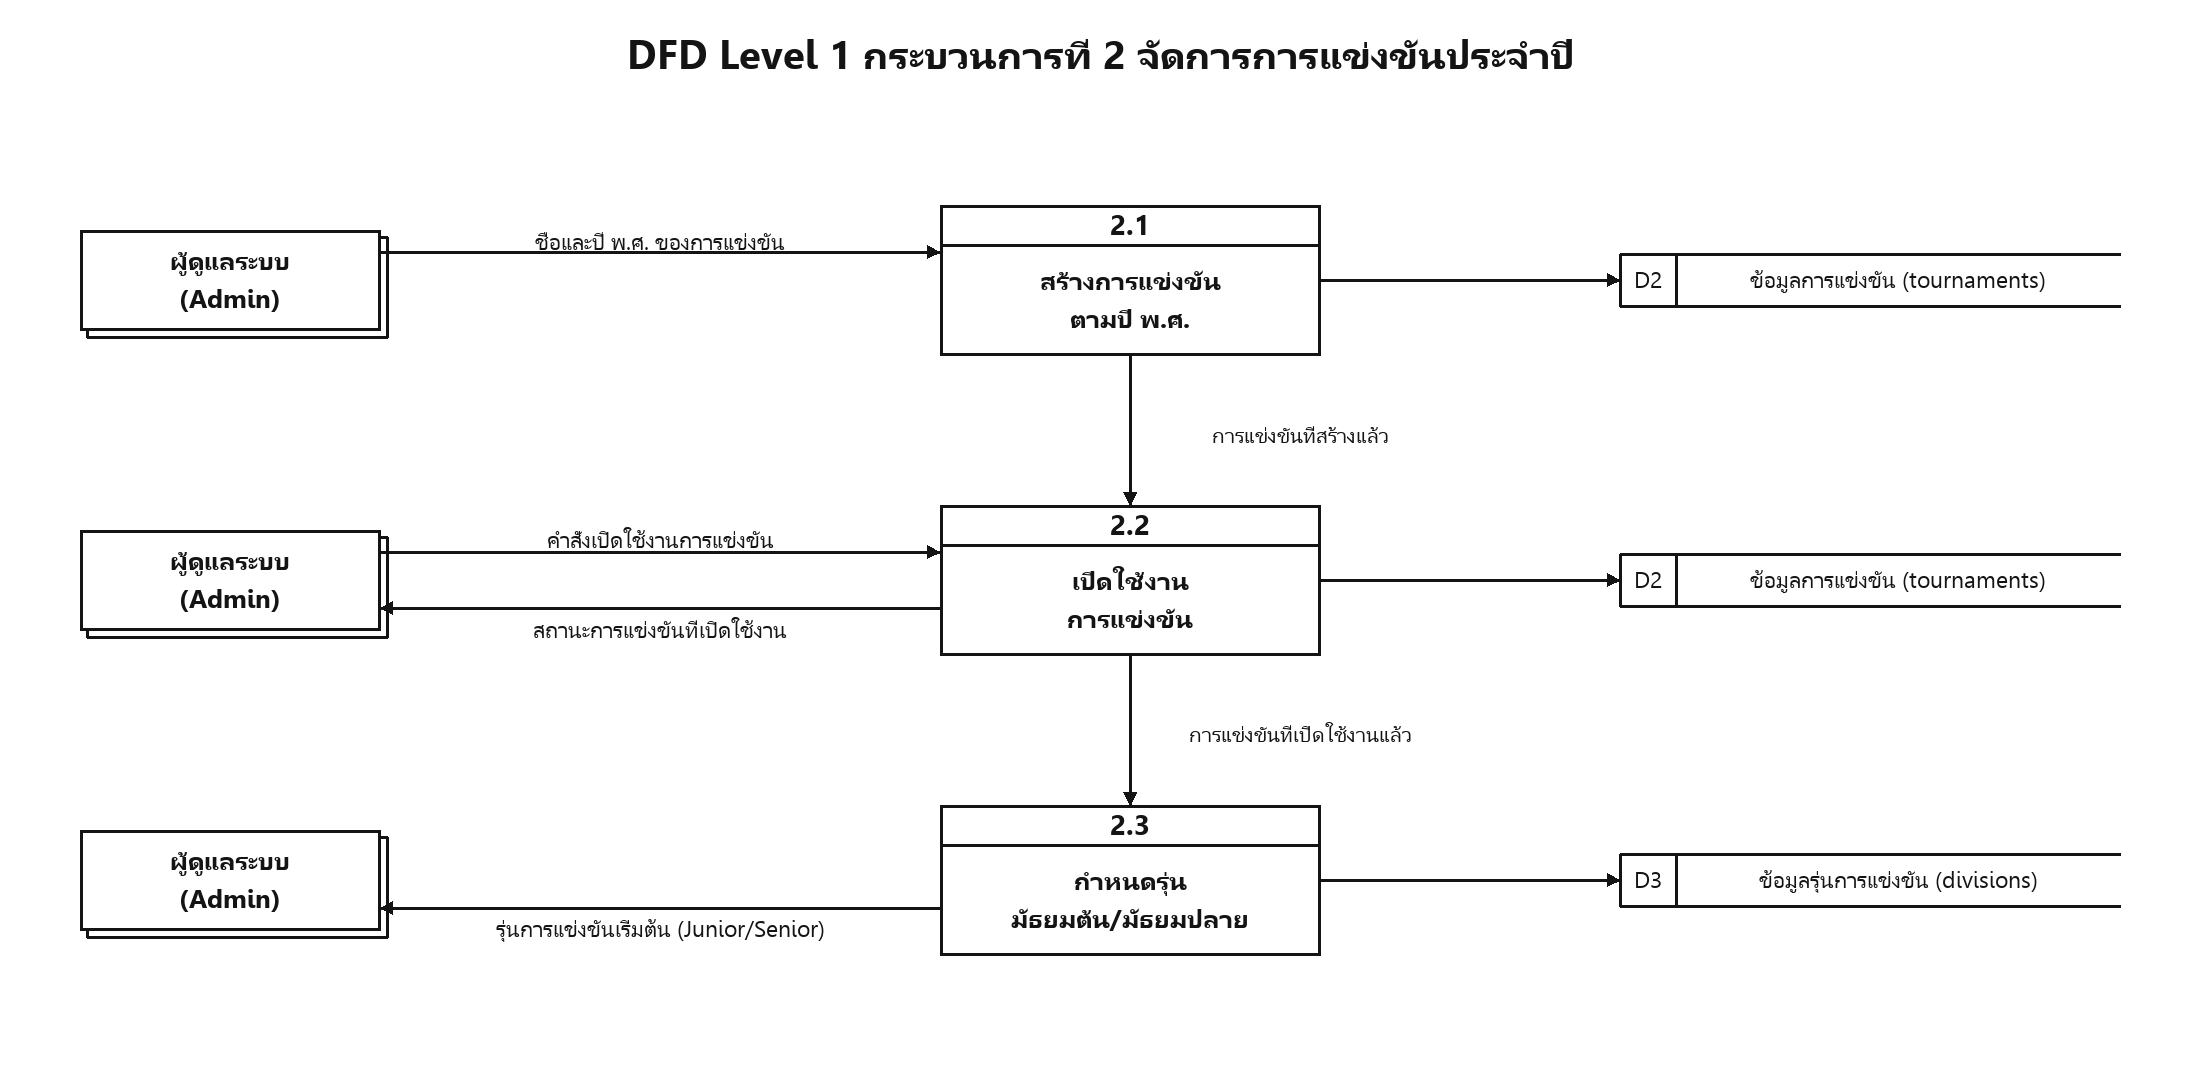 DFD Level 1 กระบวนการที่ 2 จัดการการแข่งขันประจำปี
ผู้ดูแลระบบ
(Admin)
ชื่อและปี พ.ศ. ของการแข่งขัน
2.1
สร้างการแข่งขัน
ตามปี พ.ศ.
D2
ข้อมูลการแข่งขัน (tournaments)
การแข่งขันที่สร้างแล้ว
ผู้ดูแลระบบ
(Admin)
คำสั่งเปิดใช้งานการแข่งขัน
สถานะการแข่งขันที่เปิดใช้งาน
2.2
เปิดใช้งาน
การแข่งขัน
D2
ข้อมูลการแข่งขัน (tournaments)
การแข่งขันที่เปิดใช้งานแล้ว
ผู้ดูแลระบบ
(Admin)
รุ่นการแข่งขันเริ่มต้น (Junior/Senior)
2.3
กำหนดรุ่น
มัธยมต้น/มัธยมปลาย
D3
ข้อมูลรุ่นการแข่งขัน (divisions)